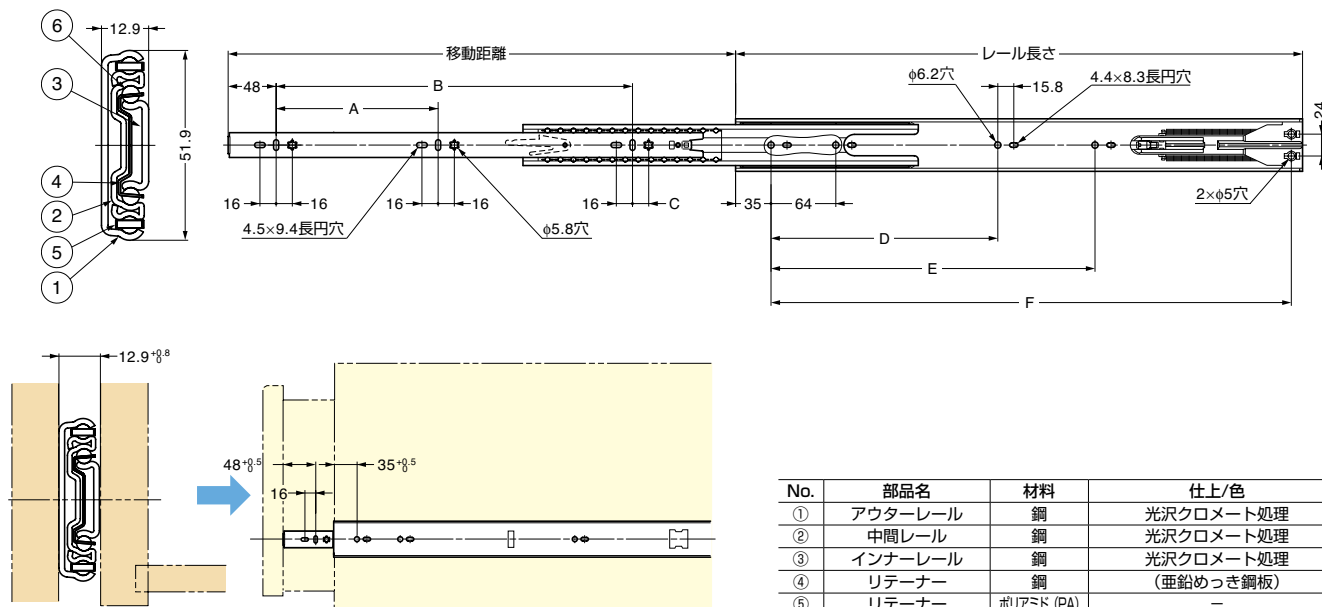 ⑥
12.9
③
51.9
④
②
⑤
①
移動距離
レール長さ
48
B
A
φ6.2穴
15.8
4.4×8.3長円穴
24
16
16
16
16
16
C
35
64
2×φ5穴
4.5×9.4長円穴
φ5.8穴
D
E
F
12.9+0.8 0
48+0.5 0
35+0.5 0
16
No. 部品名 材料 仕上/色
① アウターレール 鋼 光沢クロメート処理
② 中間レール 鋼 光沢クロメート処理
③ インナーレール 鋼 光沢クロメート処理
④ リテーナー 鋼 (亜鉛めっき鋼板)
⑤ リテーナー ポリアミド(PA) −